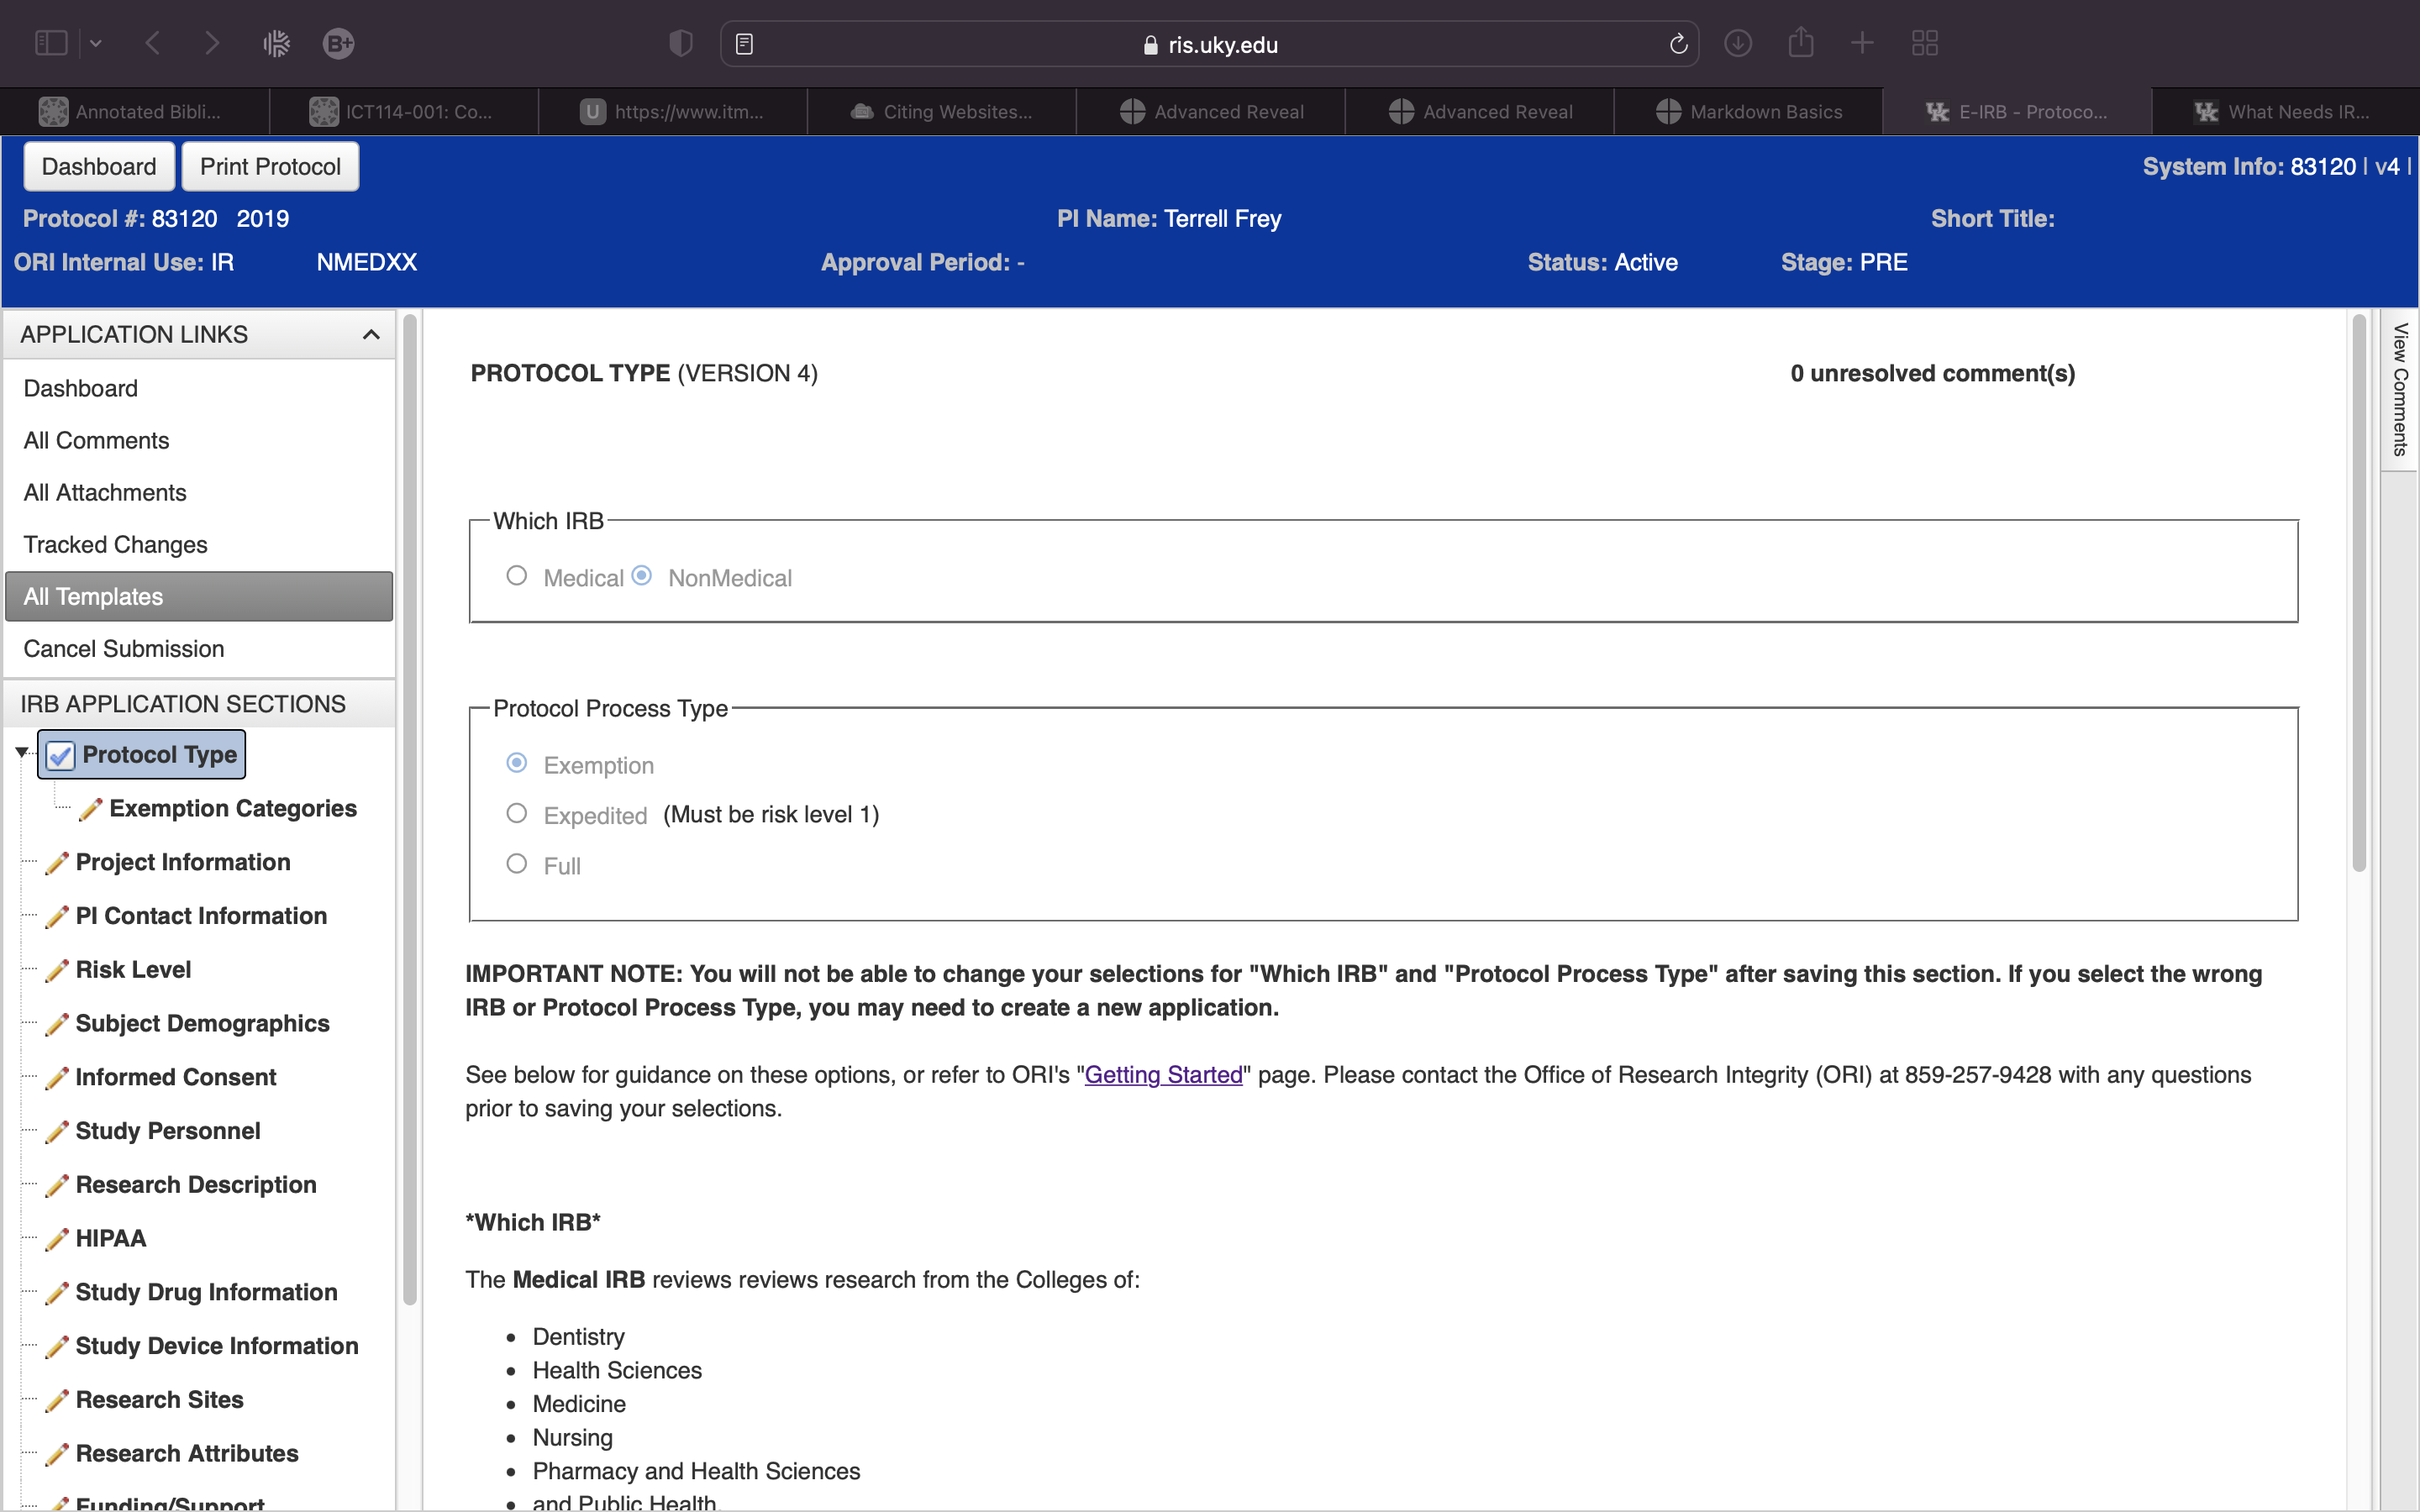 B+
ris.uky.edu
Annotated Bibli...
ICT114-001: Co...
U https://www.itm...
Citing Websites...
Advanced Reveal
Advanced Reveal
Markdown Basics
E-IRB - Protoco...
What Needs IR...
Dashboard
Print Protocol
System Info: 83120 | v4 |
Protocol #: 83120 2019
PI Name: Terrell Frey
Short Title:
ORI Internal Use: IR NMEDXX
Approval Period: -
Status: Active
Stage: PRE
APPLICATION LINKS
Dashboard
All Comments
All Attachments
Tracked Changes
All Templates
Cancel Submission
IRB APPLICATION SECTIONS
Protocol Type
Exemption Categories
Project Information
PI Contact Information
Risk Level
Subject Demographics
Informed Consent
Study Personnel
Research Description
HIPAA
Study Drug Information
Study Device Information
Research Sites
Research Attributes
Funding/Support
PROTOCOL TYPE (VERSION 4)
0 unresolved comment(s)
View Comments
Which IRB
Medical NonMedical
Protocol Process Type
Exemption
Expedited (Must be risk level 1)
Full
IMPORTANT NOTE: You will not be able to change your selections for "Which IRB" and "Protocol Process Type" after saving this section. If you select the wrong
IRB or Protocol Process Type, you may need to create a new application.
See below for guidance on these options, or refer to ORI's "Getting Started" page. Please contact the Office of Research Integrity (ORI) at 859-257-9428 with any questions
prior to saving your selections.
*Which IRB*
The Medical IRB reviews reviews research from the Colleges of:
• Dentistry
• Health Sciences
• Medicine
• Nursing
• Pharmacy and Health Sciences
• and Public Health.